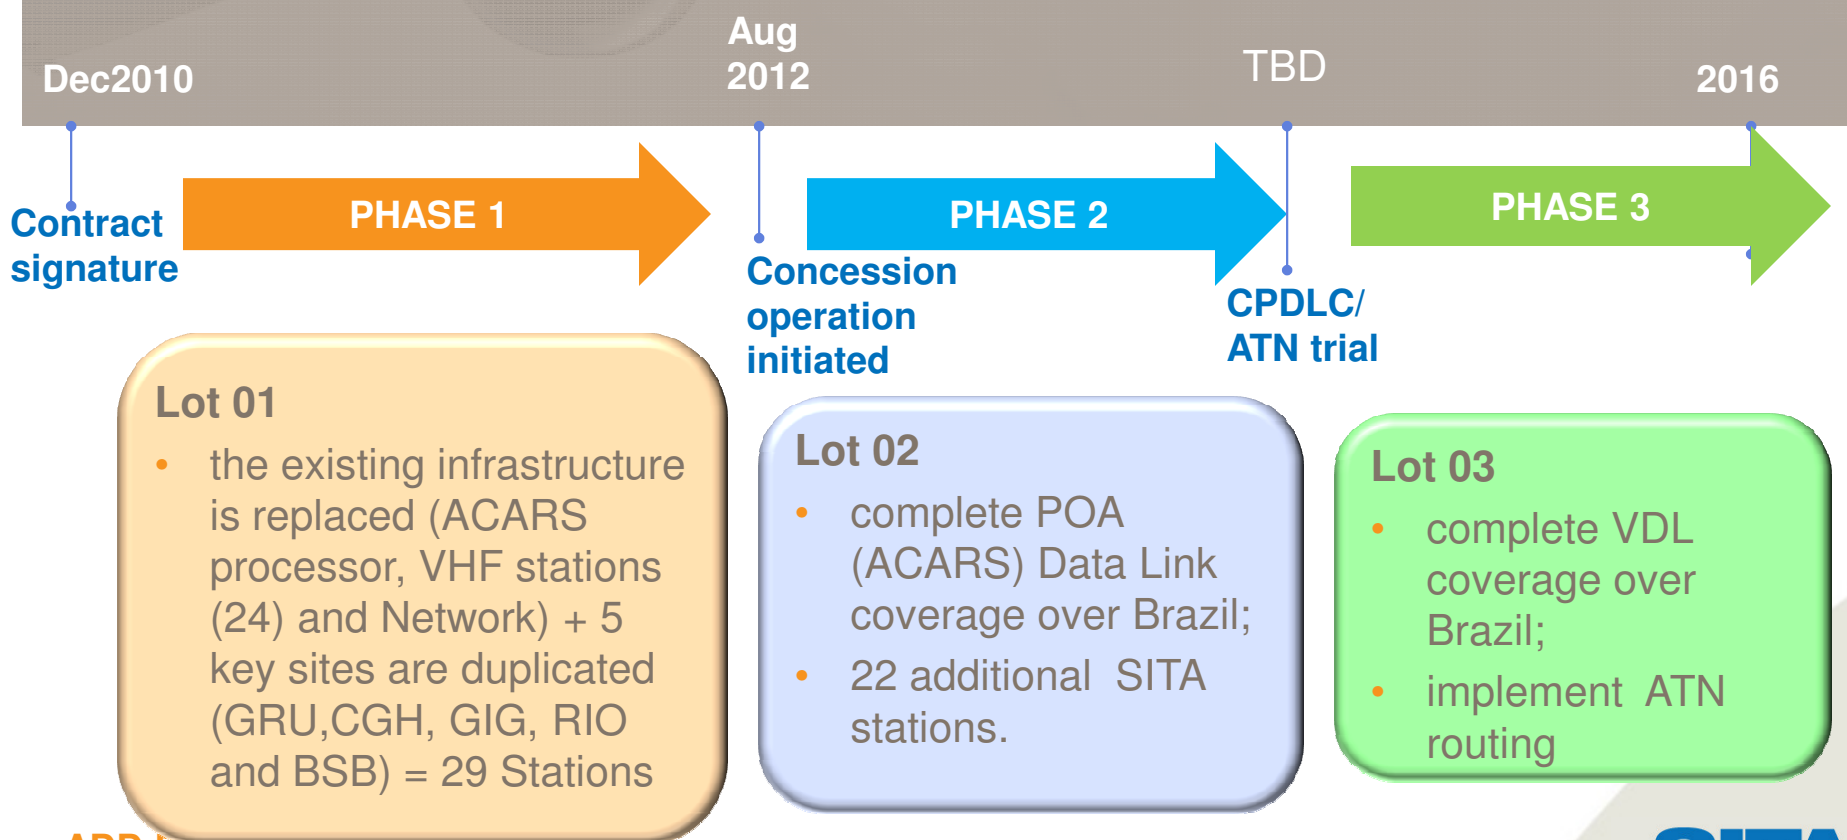 Dec2010
Aug
2012
TBD
2016
Contract
signature
PHASE 1
PHASE 2
PHASE 3
Concession
operation
initiated
CPDLC/
ATN trial
Lot 01
• the existing infrastructure
is replaced (ACARS
processor, VHF stations
(24) and Network) + 5
key sites are duplicated
(GRU,CGH, GIG, RIO
and BSB) = 29 Stations
Lot 02
• complete POA
(ACARS) Data Link
coverage over Brazil;
• 22 additional SITA
stations.
Lot 03
• complete VDL
coverage over
Brazil;
• implement ATN
routing